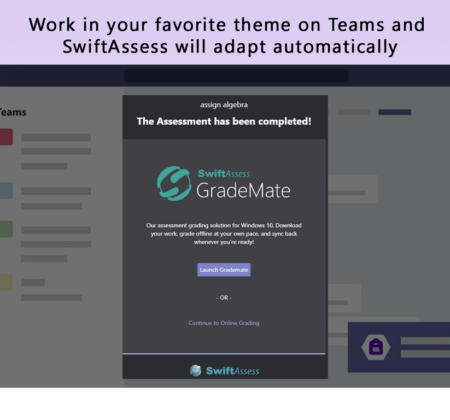 Work in your favorite theme on Teams and
SwiftAssess will adapt automatically
Teams
assign algebra
The Assessment has been completed!
SwiftAssess
GradeMate
Our assessment grading solution for Windows 10. Download
your work, grade offline at your own pace, and sync back
whenever you're ready!
Launch Grademate
- OR -
Continue to Online Grading
SwiftAssess